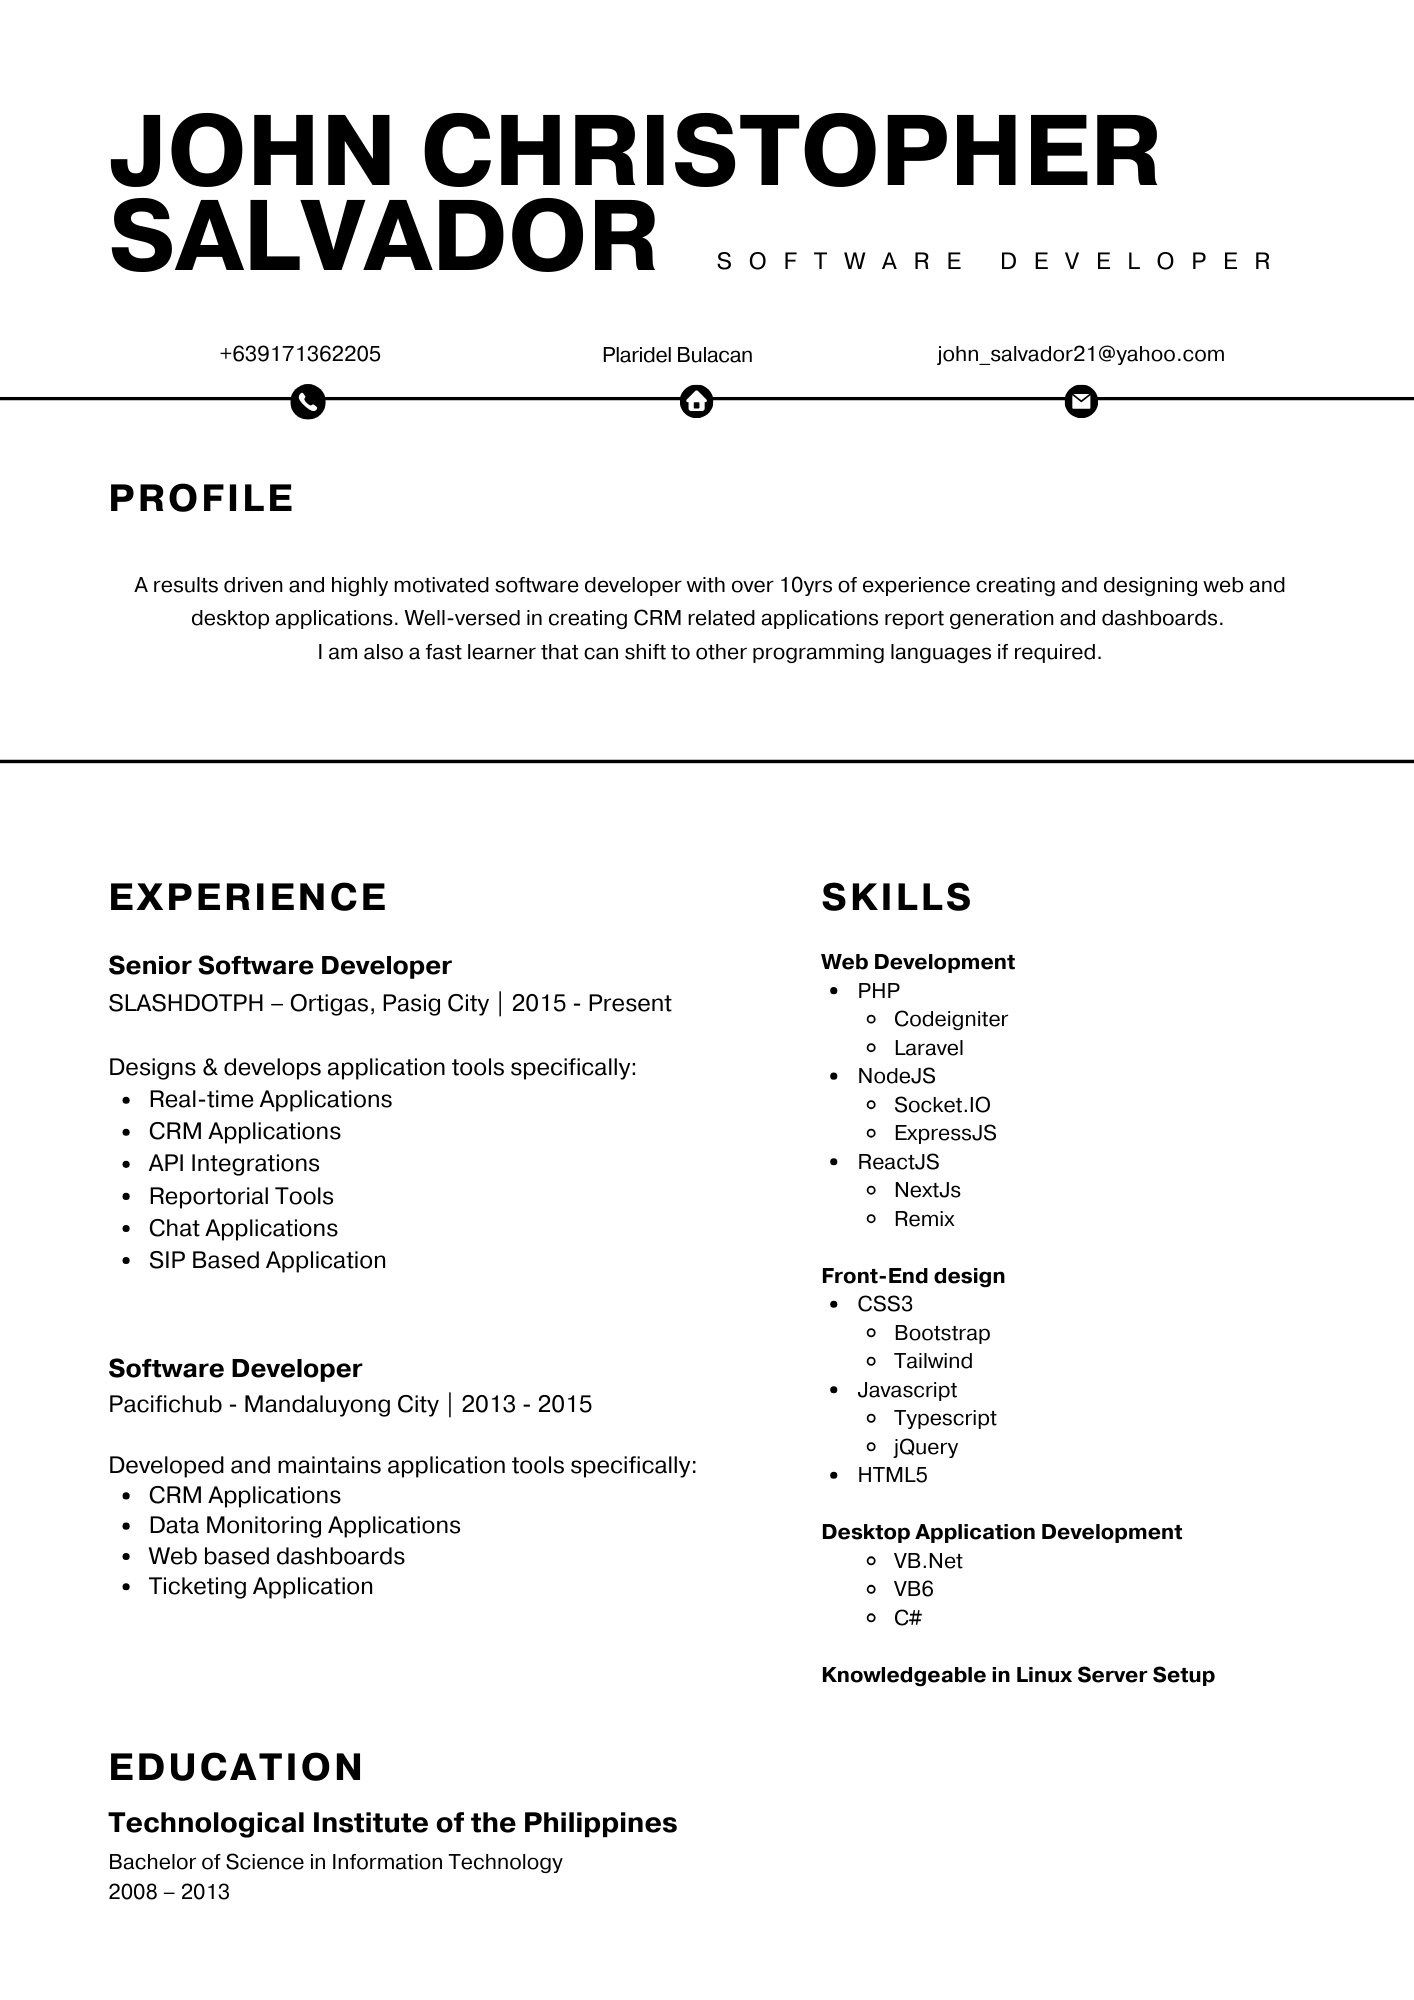 JOHN CHRISTOPHER
SALVADOR
SOFTWARE DEVELOPER
+639171362205
Plaridel Bulacan
john_salvador21@yahoo.com
PROFILE
A results driven and highly motivated software developer with over 10yrs of experience creating and designing web and
desktop applications. Well-versed in creating CRM related applications report generation and dashboards.
I am also a fast learner that can shift to other programming languages if required.
EXPERIENCE
Senior Software Developer
SLASHDOTPH – Ortigas, Pasig City | 2015 - Present
Designs & develops application tools specifically:
• Real-time Applications
• CRM Applications
• API Integrations
• Reportorial Tools
• Chat Applications
• SIP Based Application
Software Developer
Pacifichub - Mandaluyong City | 2013 - 2015
Developed and maintains application tools specifically:
• CRM Applications
• Data Monitoring Applications
• Web based dashboards
• Ticketing Application
EDUCATION
Technological Institute of the Philippines
Bachelor of Science in Information Technology
2008 – 2013
SKILLS
Web Development
• PHP
◦ Codeigniter
◦ Laravel
• NodeJS
◦ Socket.IO
◦ ExpressJS
• ReactJS
◦ NextJs
◦ Remix
Front-End design
• CSS3
◦ Bootstrap
◦ Tailwind
• Javascript
◦ Typescript
◦ jQuery
• HTML5
Desktop Application Development
◦ VB.Net
◦ VB6
◦ C#
Knowledgeable in Linux Server Setup